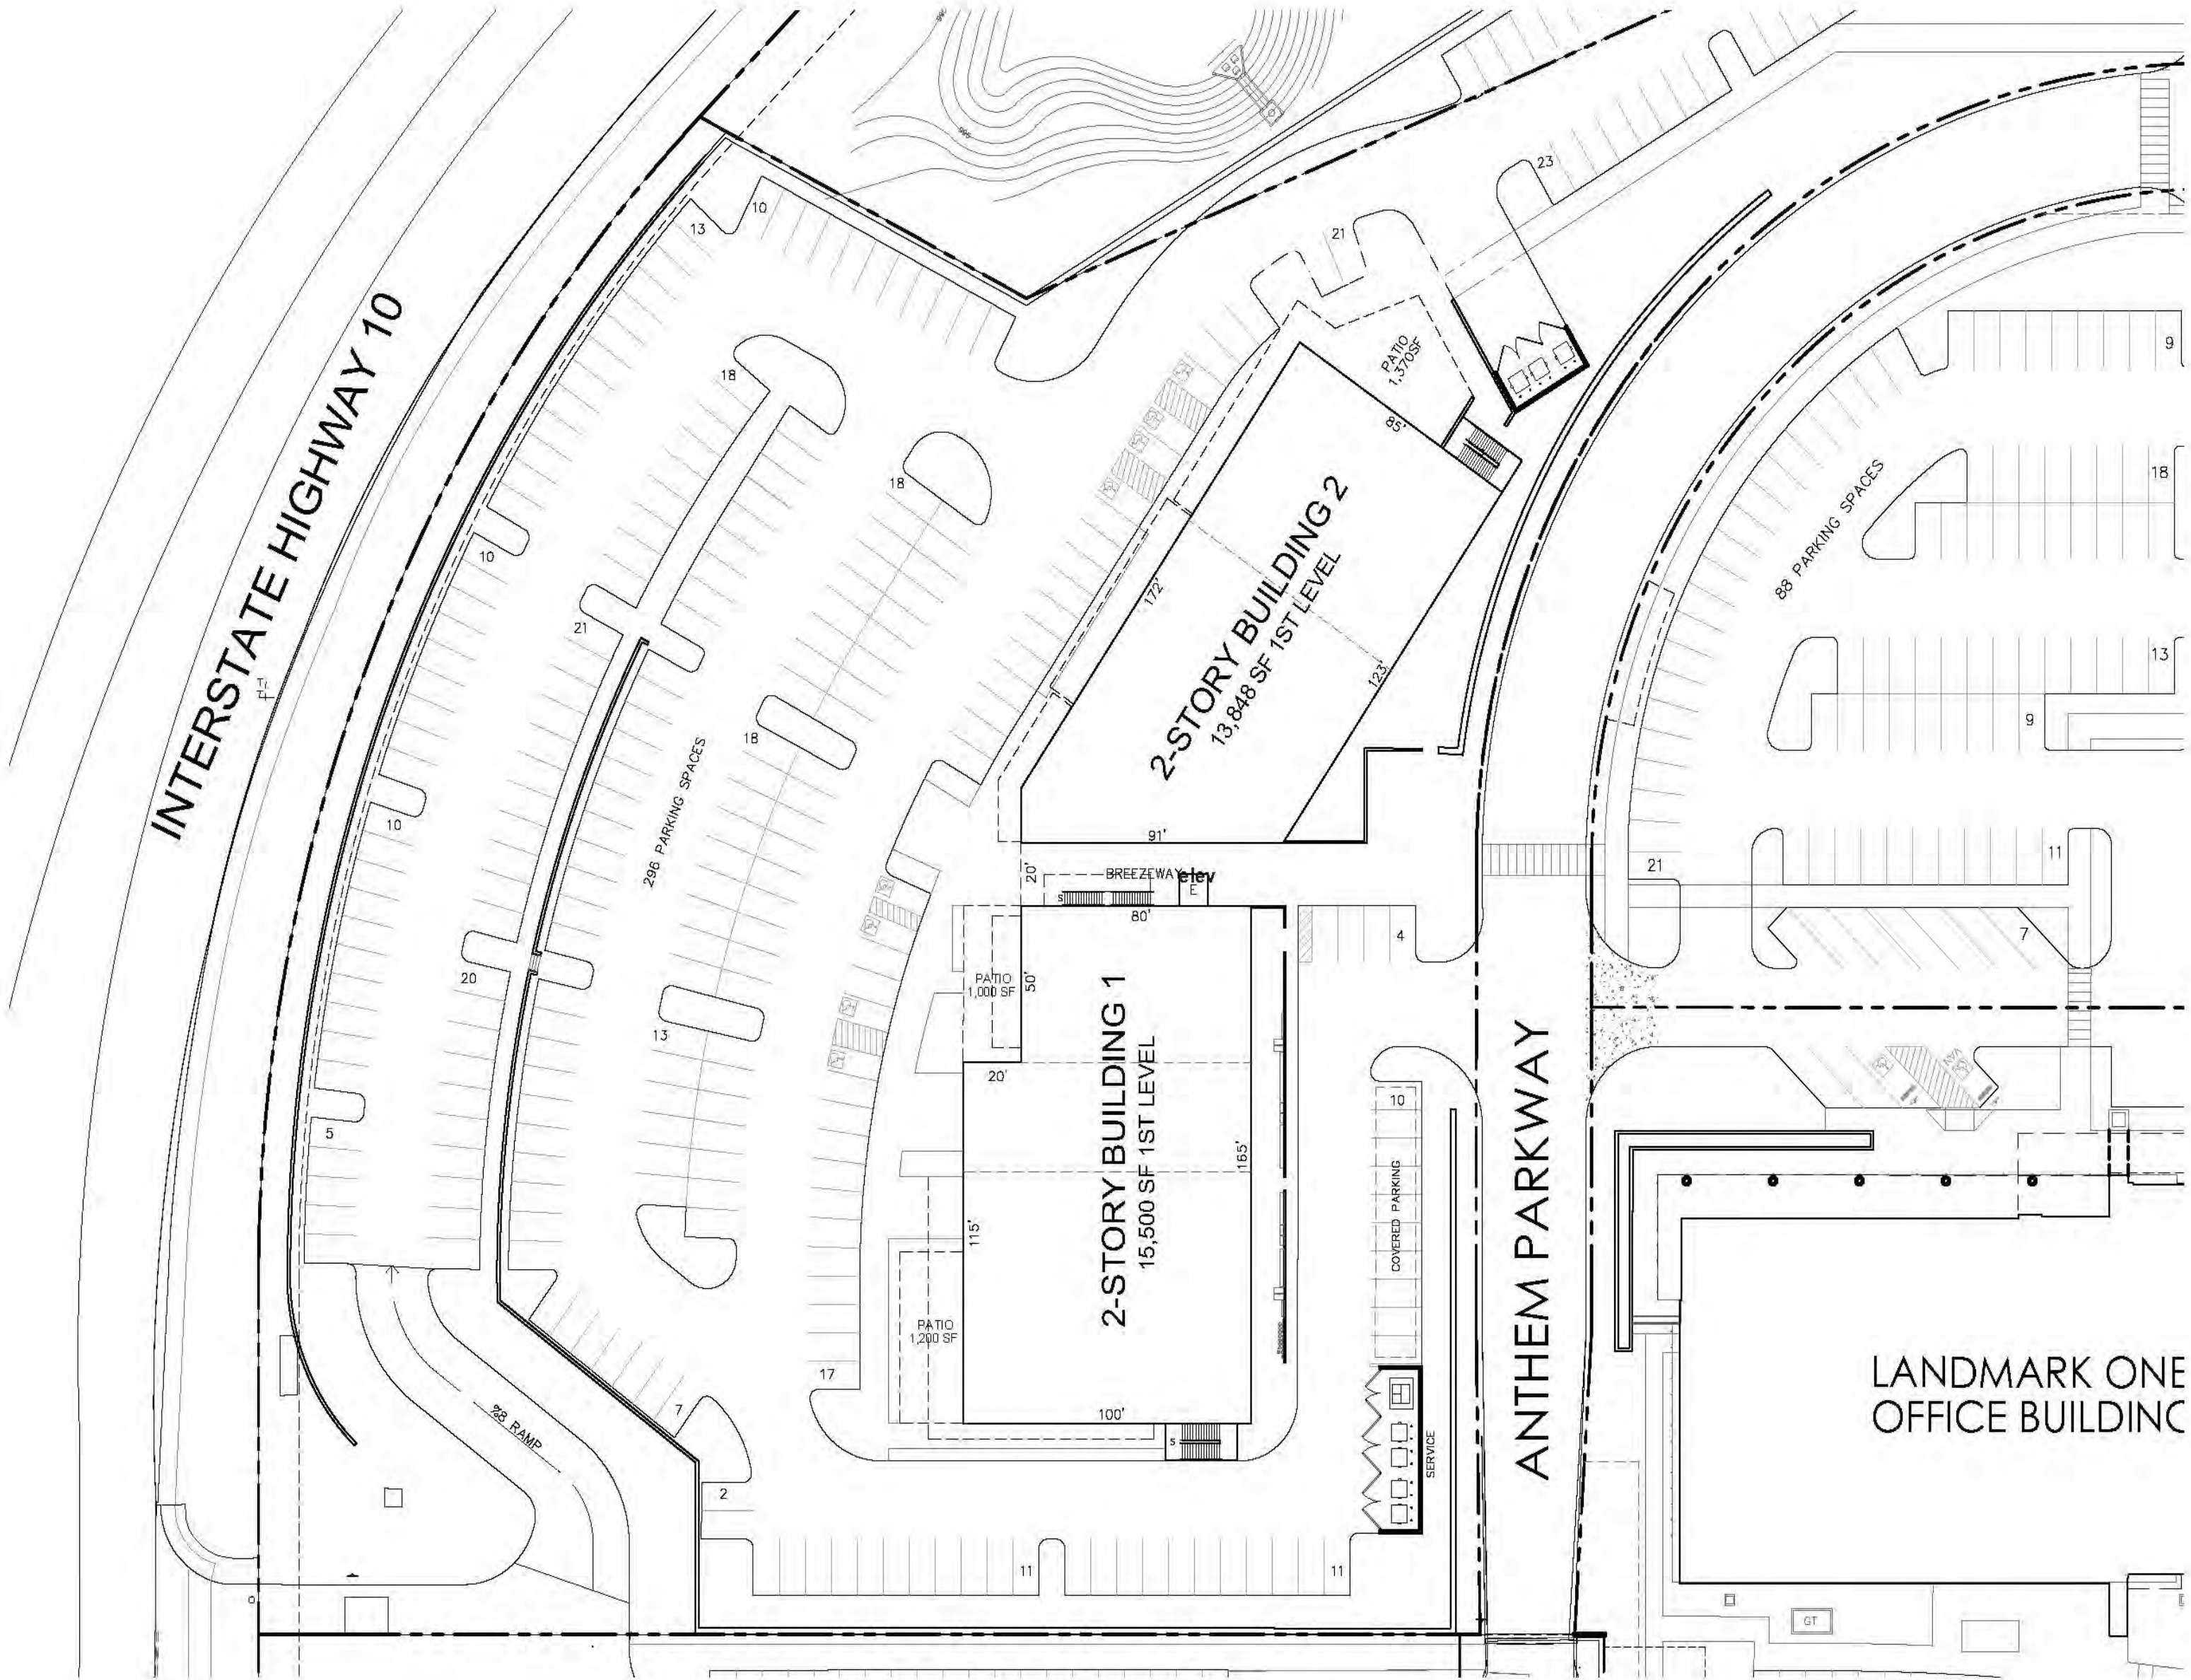 INTERSTATE HIGHWAY 10
10
13
23
21
18
18
PATIO
1,370SF
85'
9
18
88 PARKING SPACES
10
21
172'
2-STORY BUILDING 2
13,848 SF 1ST LEVEL
123'
13
9
18
296 PARKING SPACES
10
91'
20'
BREEZEWAY
elev
E
S
80'
21
11
4
7
20
PATIO
1,000 SF
50'
13
20'
2-STORY BUILDING 1
15,500 SF 1ST LEVEL
165'
115'
10
COVERED PARKING
ANTHEM PARKWAY
VAN
5
PATIO
1,200 SF
17
7
%8 RAMP
100'
S
SERVICE
LANDMARK ONE
OFFICE BUILDING
2
11
11
GT